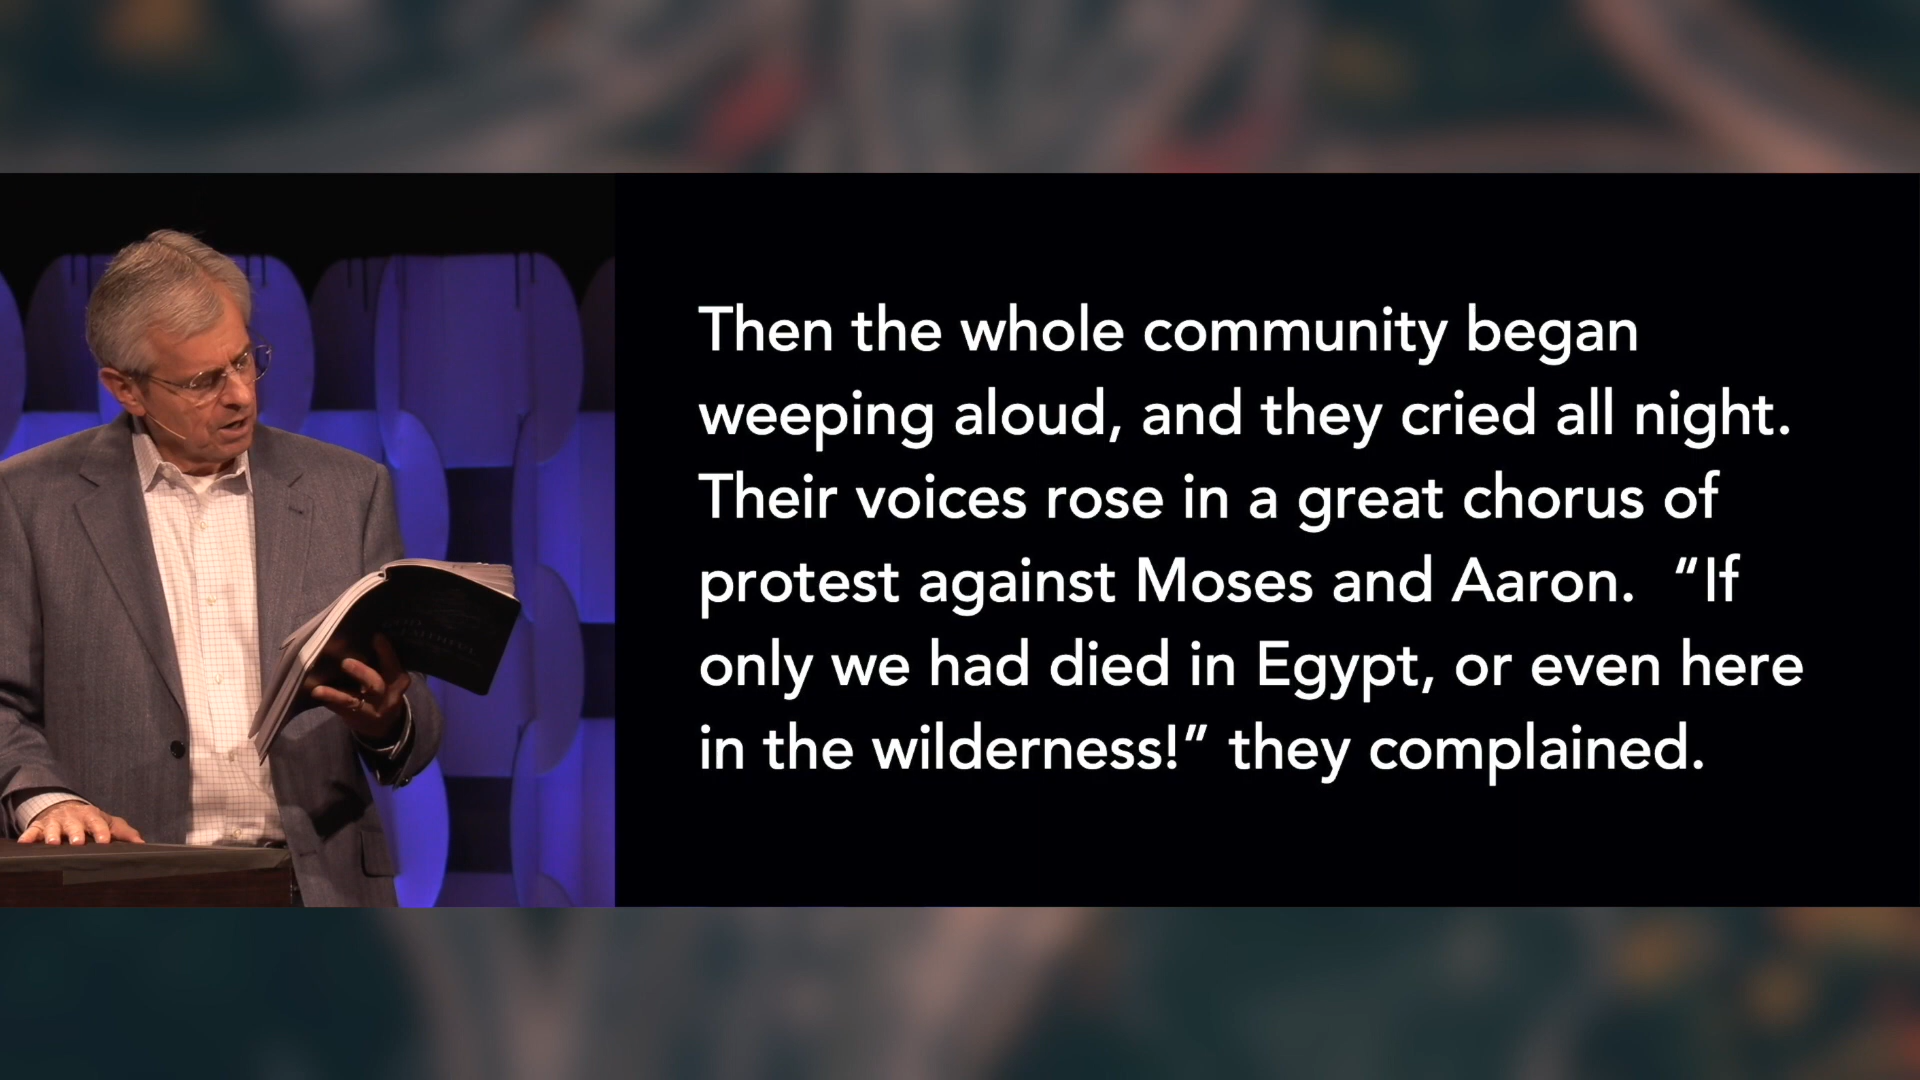 Then the whole community began
weeping aloud, and they cried all night.
Their voices rose in a great chorus of
protest against Moses and Aaron.  “If
only we had died in Egypt, or even here
in the wilderness!” they complained.